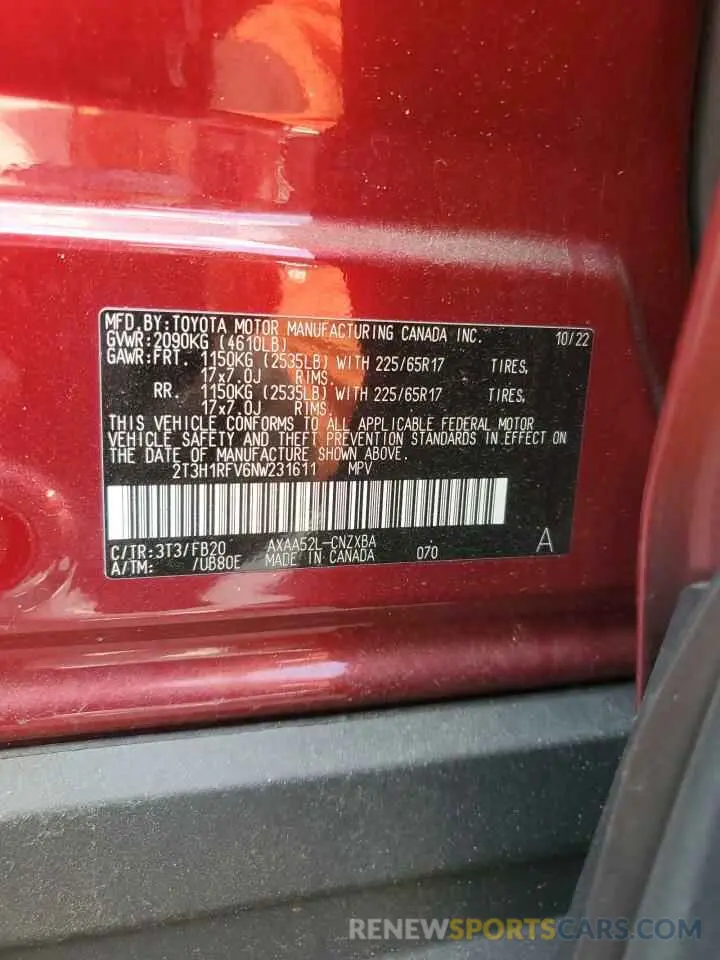 MFD.BY:TOYOTA MOTOR MANUFACTURING CANADA INC. 10/22
GVWR:2090KG (4610LB)
GAWR:FRT. 1150KG (2535LB) WITH 225/65R17 TIRES,
17x7.0J RIMS.
RR. 1150KG (2535LB) WITH 225/65R17 TIRES,
17x7.0J RIMS.
THIS VEHICLE CONFORMS TO ALL APPLICABLE FEDERAL MOTOR
VEHICLE SAFETY AND THEFT PREVENTION STANDARDS IN EFFECT ON
THE DATE OF MANUFACTURE SHOWN ABOVE.
2T3H1RFV6NW231611 MPV
C/TR:3T3/FB20 AXAA52L-CNZXBA 070 A
A/TM: /UB80E MADE IN CANADA
RENEWSPORTSCARS.COM